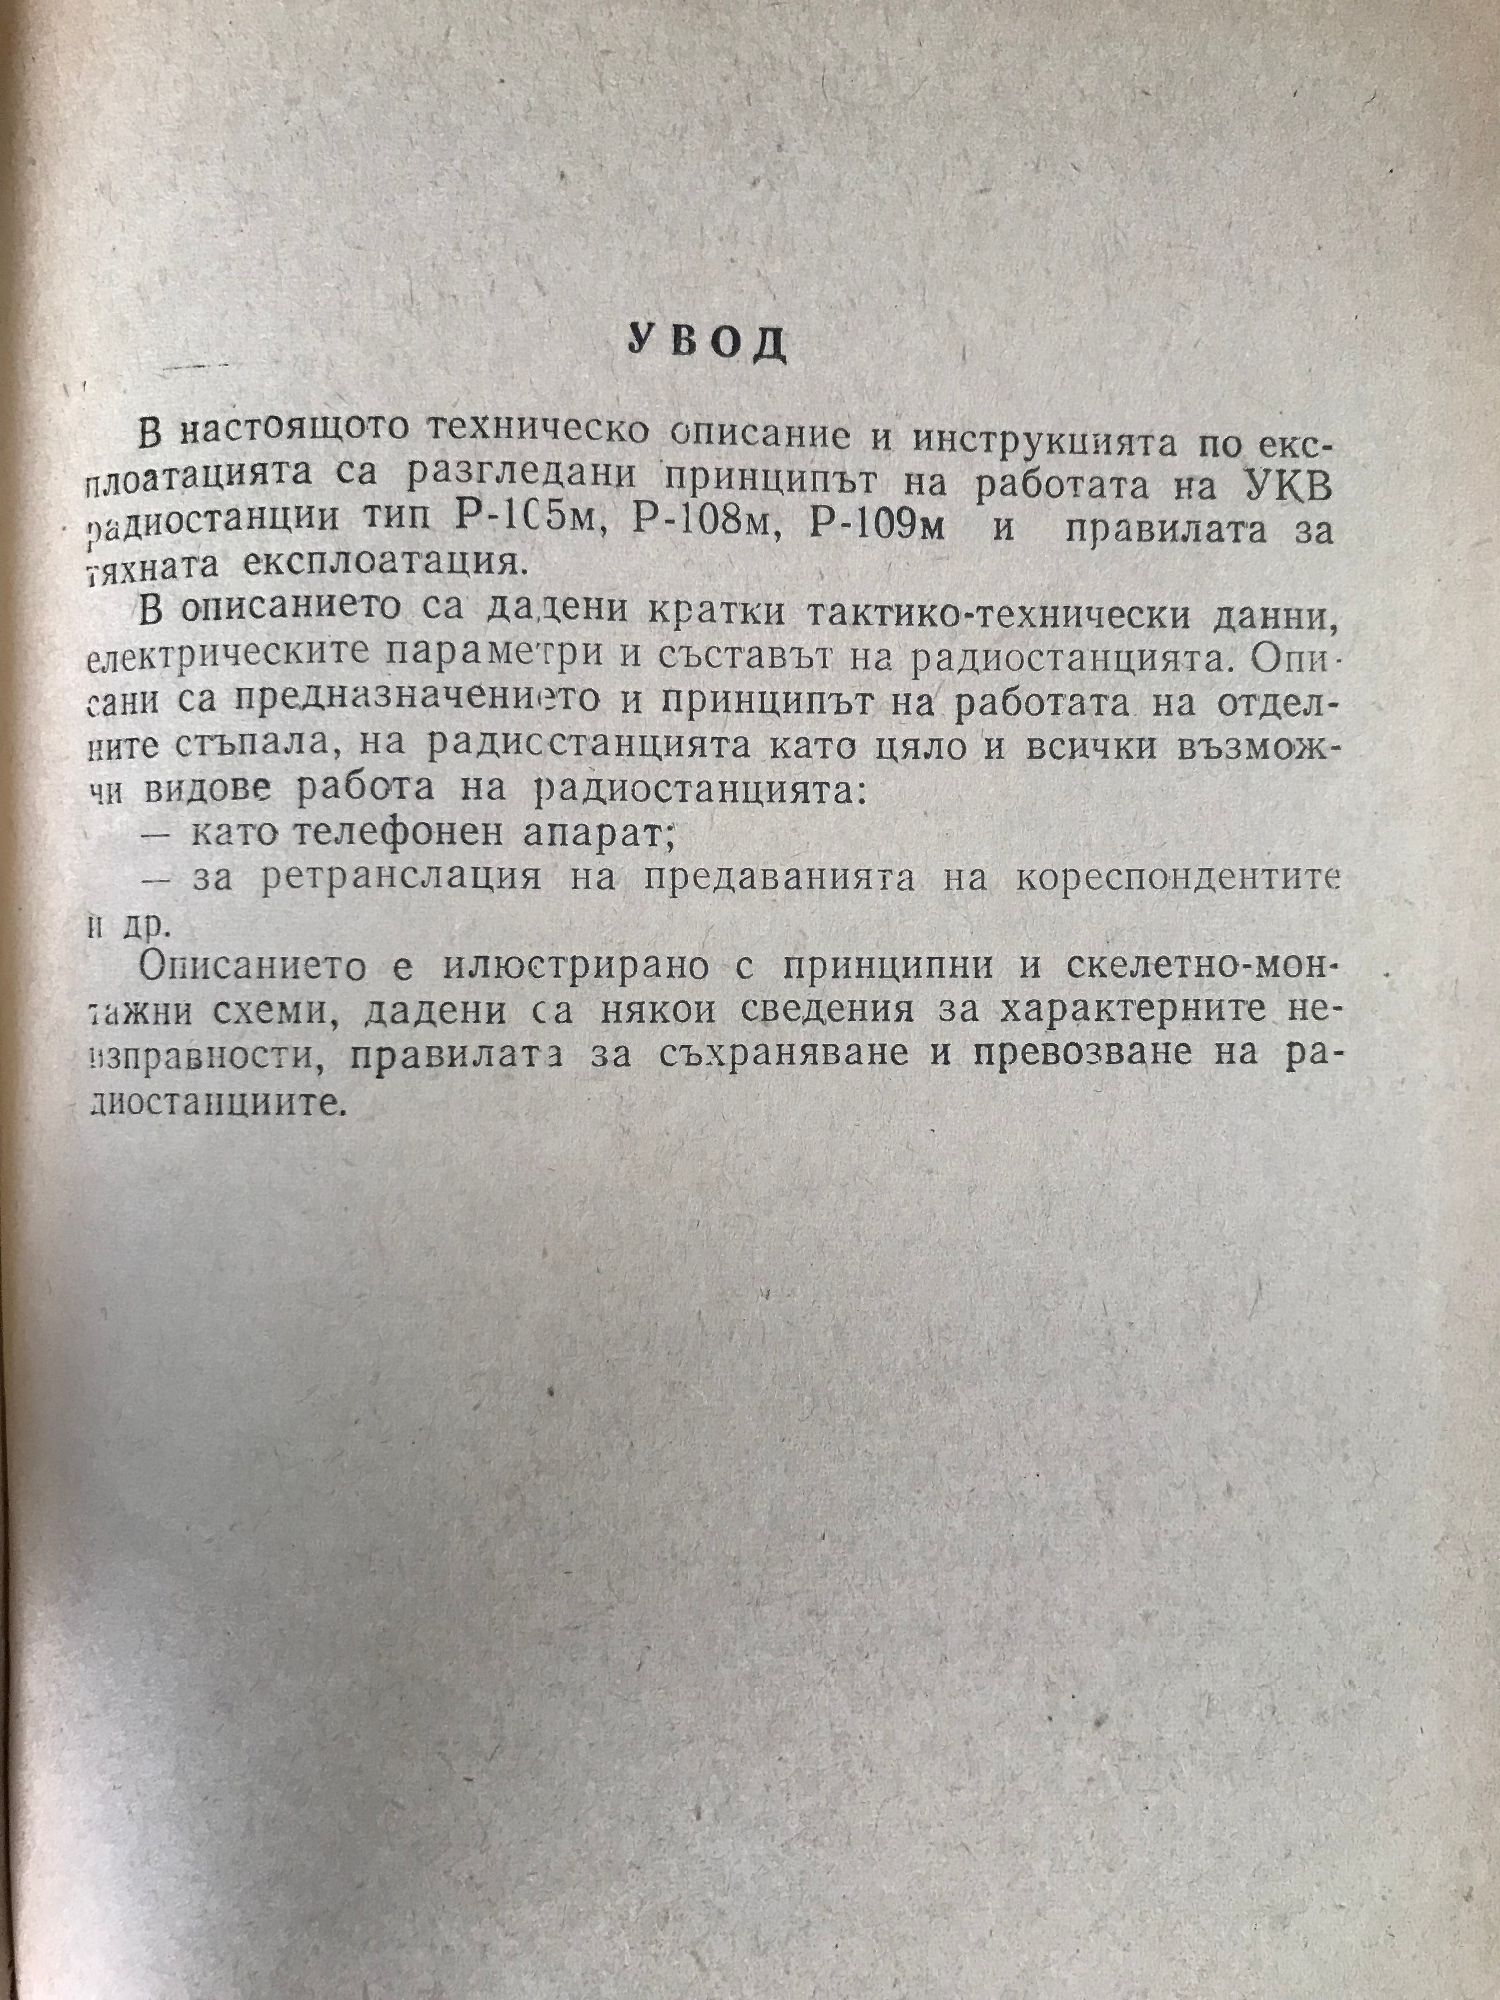 УВОД
В настоящото техническо описание и инструкцията по екс-
плоатацията са разгледани принципът на работата на УКВ
радиостанции тип Р-105м, Р-108м, Р-109м и правилата за
тяхната експлоатация.
В описанието са дадени кратки тактико-технически данни,
електрическите параметри и съставът на радиостанцията. Опи-
сани са предназначението и принципът на работата на отдел-
ните стъпала, на радиостанцията като цяло и всички възмож-
ни видове работа на радиостанцията:
— като телефонен апарат;
— за ретранслация на предаванията на кореспондентите
и др.
Описанието е илюстрирано с принципни и скелетно-мон-
тажни схеми, дадени са някои сведения за характерните не-
изправности, правилата за съхраняване и превозване на ра-
диостанциите.